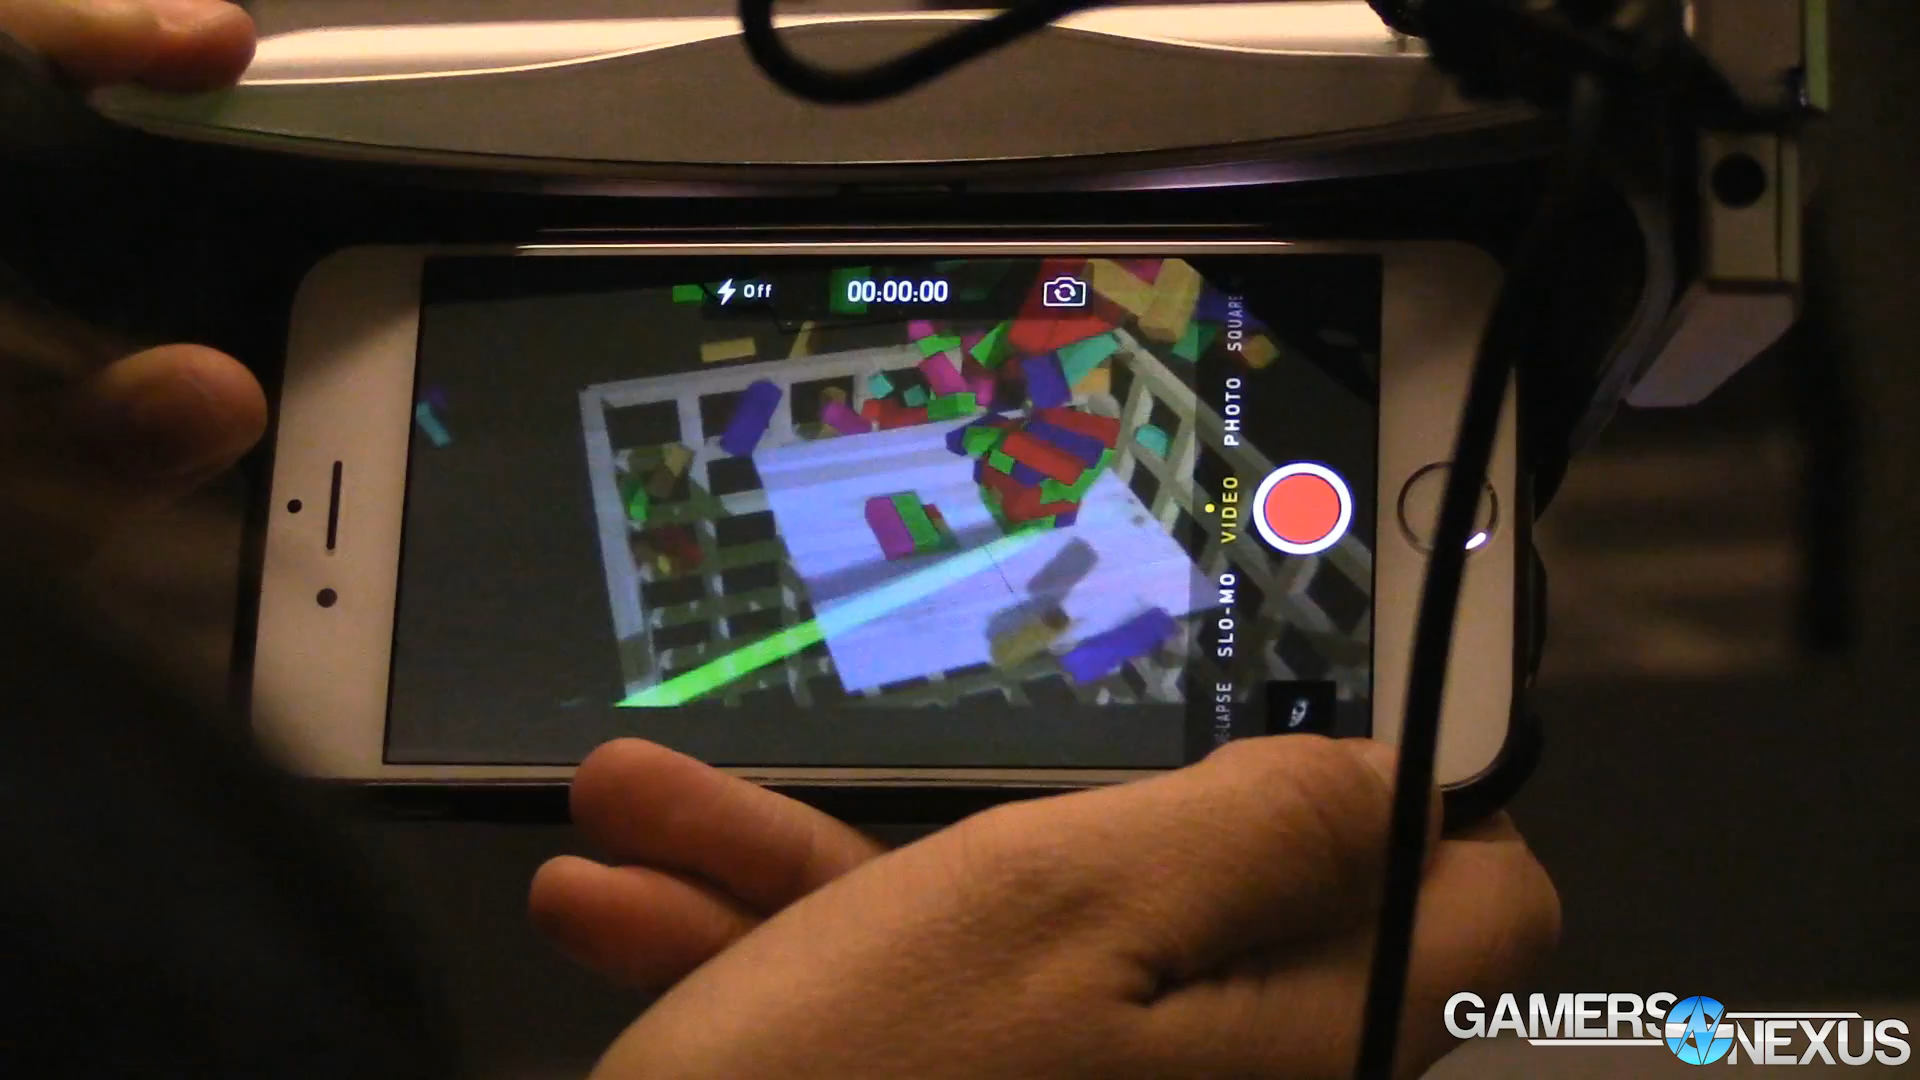 Off
00:00:00
SQUARE
PHOTO
VIDEO
SLO-MO
E-LAPSE
GAMERS NEXUS